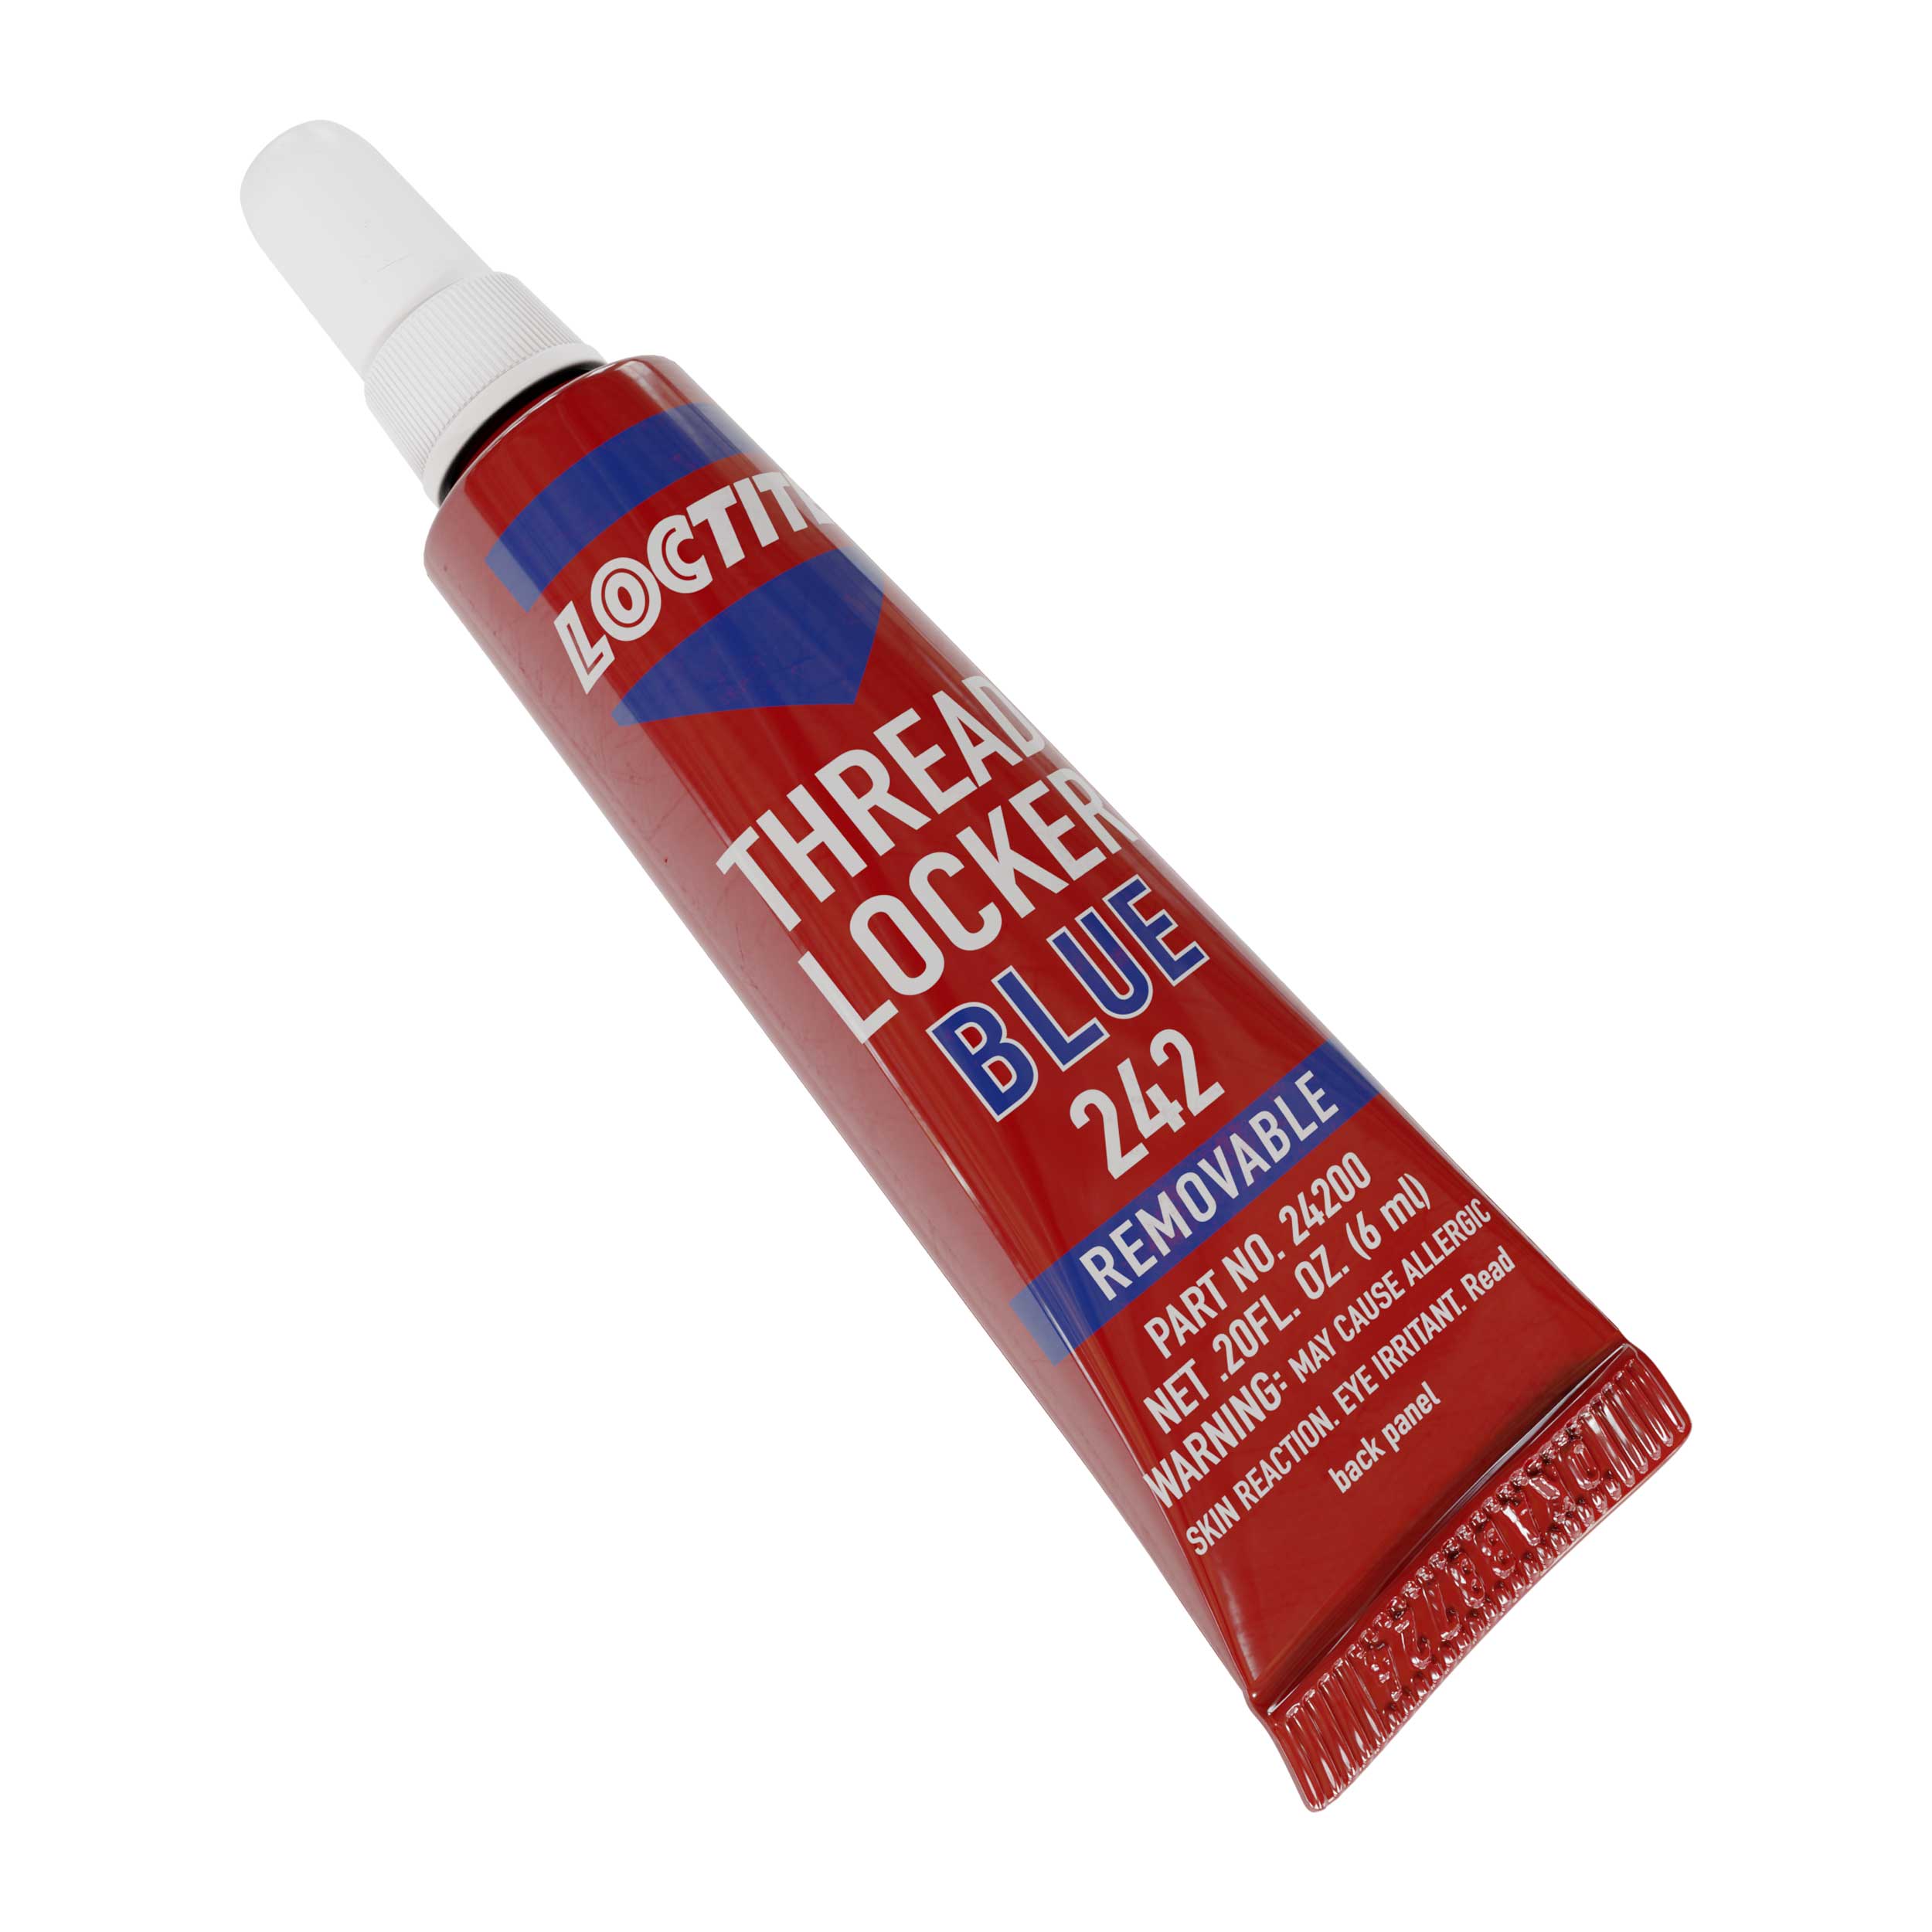 LOCTITE
THREAD
LOCKER
BLUE
242
REMOVABLE
PART NO. 24200
NET .20FL. OZ. (6 ml)
WARNING: MAY CAUSE ALLERGIC
SKIN REACTION. EYE IRRITANT. Read
back panel